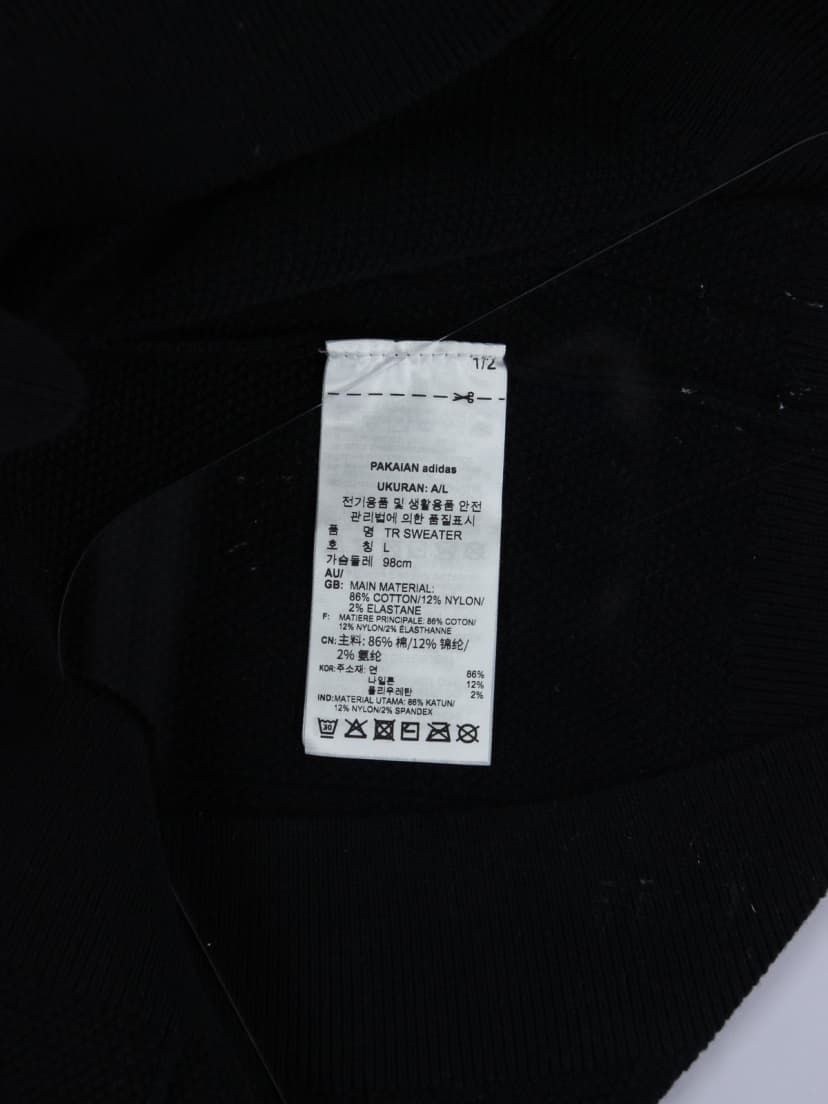 1/2
PAKAIAN adidas
UKURAN: A/L
전기용품 및 생활용품 안전
관리법에 의한 품질표시
품 명 TR SWEATER
호 칭 L
가슴둘레 98cm
AU/
GB: MAIN MATERIAL:
86% COTTON/12% NYLON/
2% ELASTANE
F: MATIERE PRINCIPALE: 86% COTON/
12% NYLON/2% ÉLASTHANNE
CN: 主料: 86% 棉/12% 锦纶/
2% 氨纶
KOR: 주소재: 면 86%
나일론 12%
폴리우레탄 2%
IND: MATERIAL UTAMA: 86% KATUN/
12% NYLON/2% SPANDEX